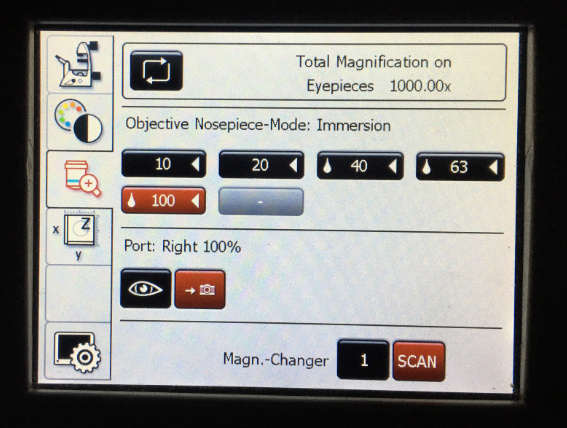 Total Magnification on
Eyepieces 1000.00x
Objective Nosepiece-Mode: Immersion
10 20 40 63
100 -
Port: Right 100%
Magn.-Changer 1 SCAN
x Z
y